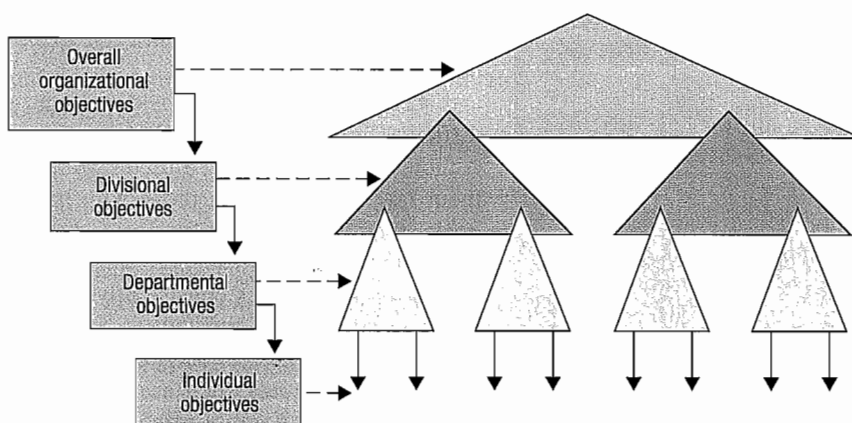 Overall
organizational
objectives
Divisional
objectives
Departmental
objectives
Individual
objectives